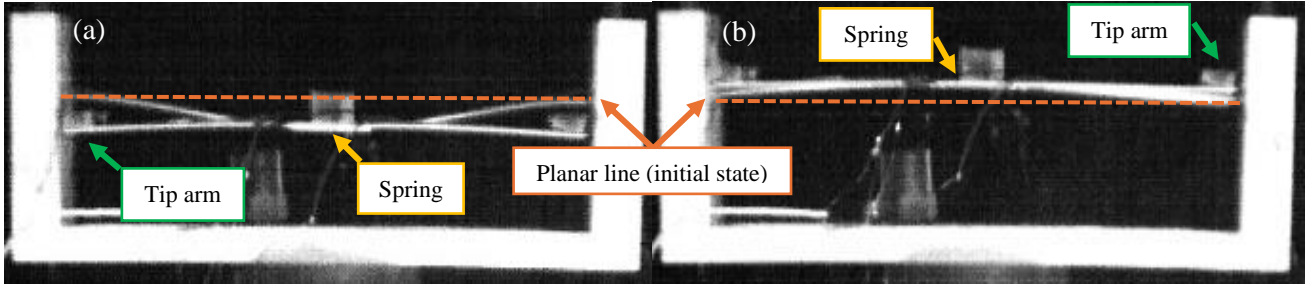 (a)
Tip arm
Spring
Planar line (initial state)
(b)
Spring
Tip arm